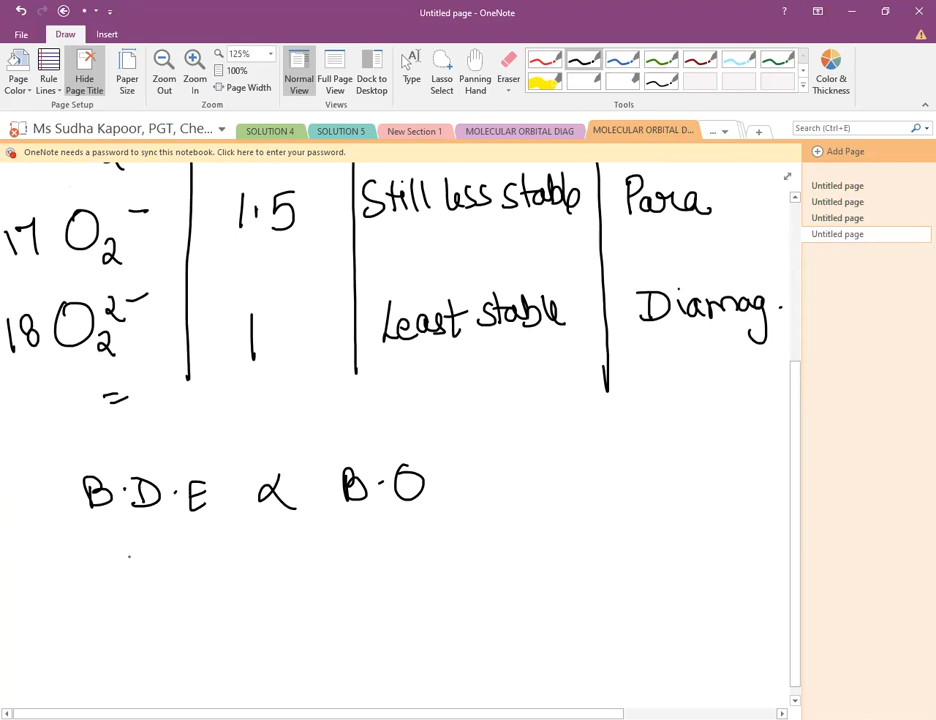 Untitled page - OneNote
File Draw Insert
Page Color Rule Lines Hide Page Title Paper Size Zoom Out Zoom In 125% 100% Page Width Normal View Full Page View Dock to Desktop Type Lasso Select Panning Hand Eraser Color & Thickness
Page Setup Zoom Views Tools
Ms Sudha Kapoor, PGT, Che... SOLUTION 4 SOLUTION 5 New Section 1 MOLECULAR ORBITAL DIAG MOLECULAR ORBITAL D... ... Search (Ctrl+E)
OneNote needs a password to sync this notebook. Click here to enter your password.
Add Page
Untitled page
Untitled page
Untitled page
Untitled page
17 O₂⁻ 1.5 Still less stable Para
18 O₂²⁻ 1 Least stable Diamag.
=
B.D.E ∝ B.O